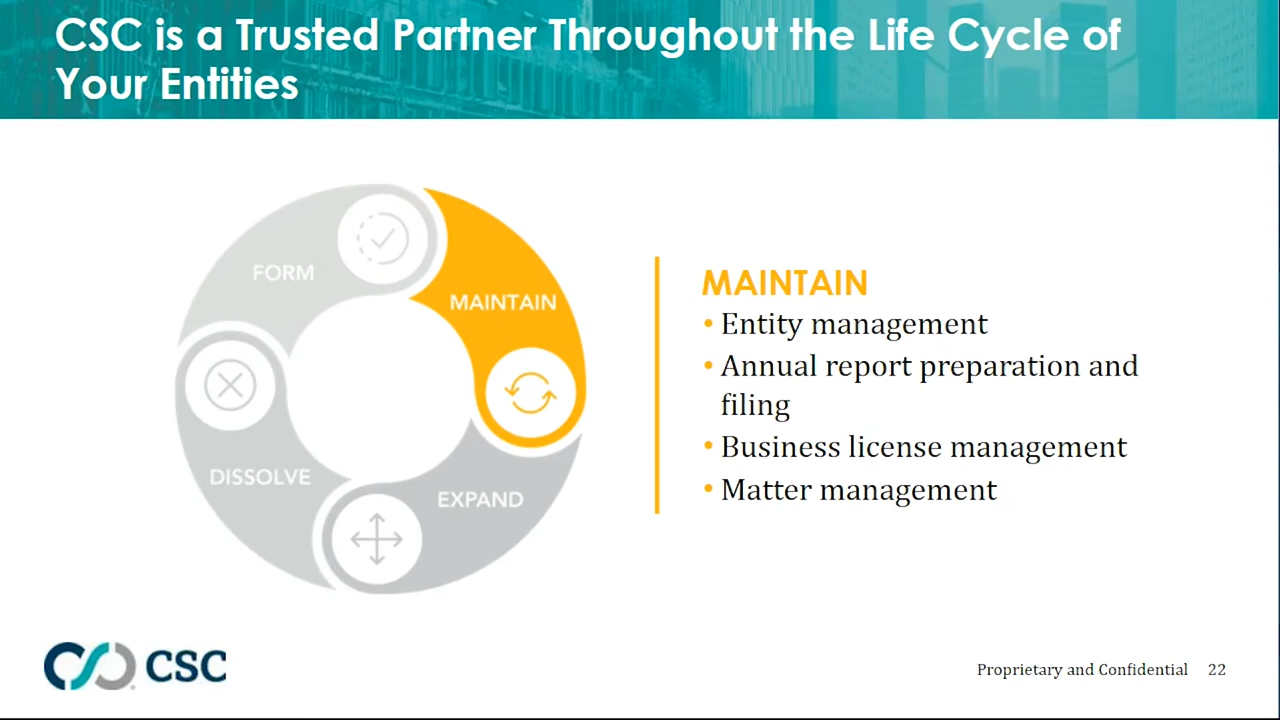 CSC is a Trusted Partner Throughout the Life Cycle of
Your Entities
FORM
MAINTAIN
DISSOLVE
EXPAND
MAINTAIN
• Entity management
• Annual report preparation and
filing
• Business license management
• Matter management
CSC
Proprietary and Confidential 22